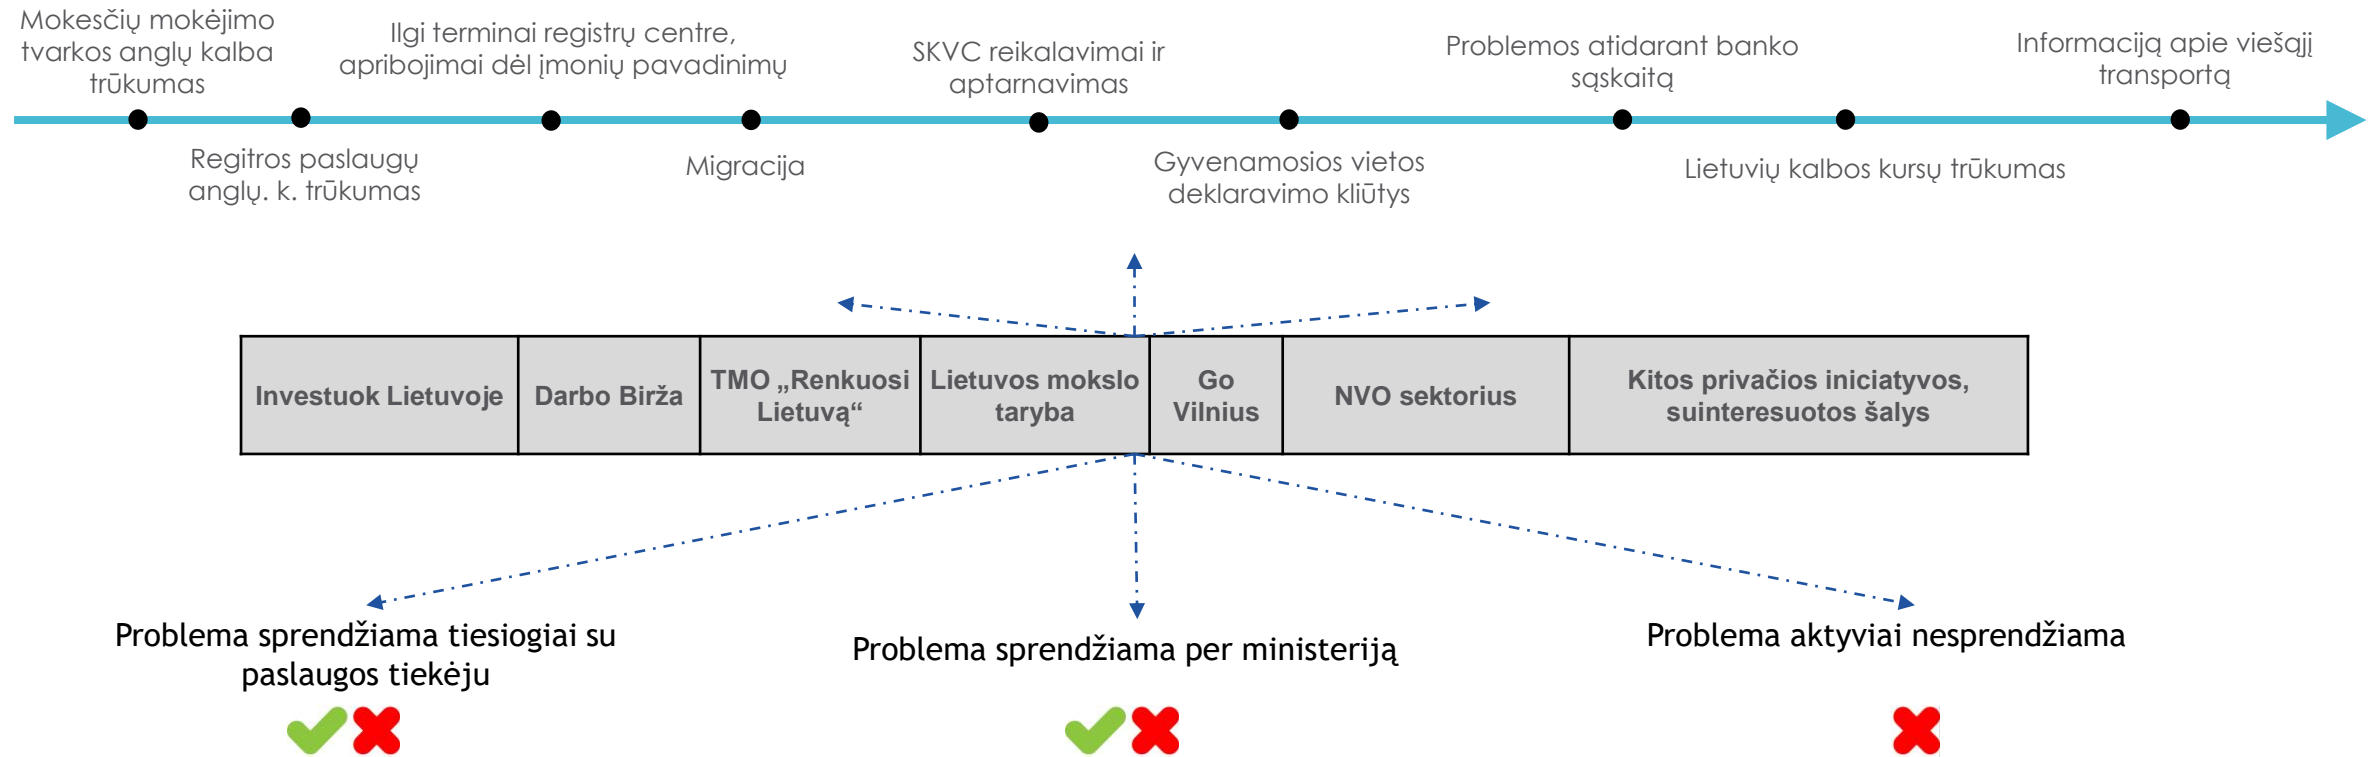 Mokesčių mokėjimo
tvarkos anglų kalba
trūkumas
Ilgi terminai registrų centre,
apribojimai dėl įmonių pavadinimų
SKVC reikalavimai ir
aptarnavimas
Problemos atidarant banko
sąskaitą
Informaciją apie viešąjį
transportą
Regitros paslaugų
anglų. k. trūkumas
Migracija
Gyvenamosios vietos
deklaravimo kliūtys
Lietuvių kalbos kursų trūkumas
Investuok Lietuvoje
Darbo Birža
TMO „Renkuosi
Lietuvą“
Lietuvos mokslo
taryba
Go
Vilnius
NVO sektorius
Kitos privačios iniciatyvos,
suinteresuotos šalys
Problema sprendžiama tiesiogiai su
paslaugos tiekėju
Problema sprendžiama per ministeriją
Problema aktyviai nesprendžiama